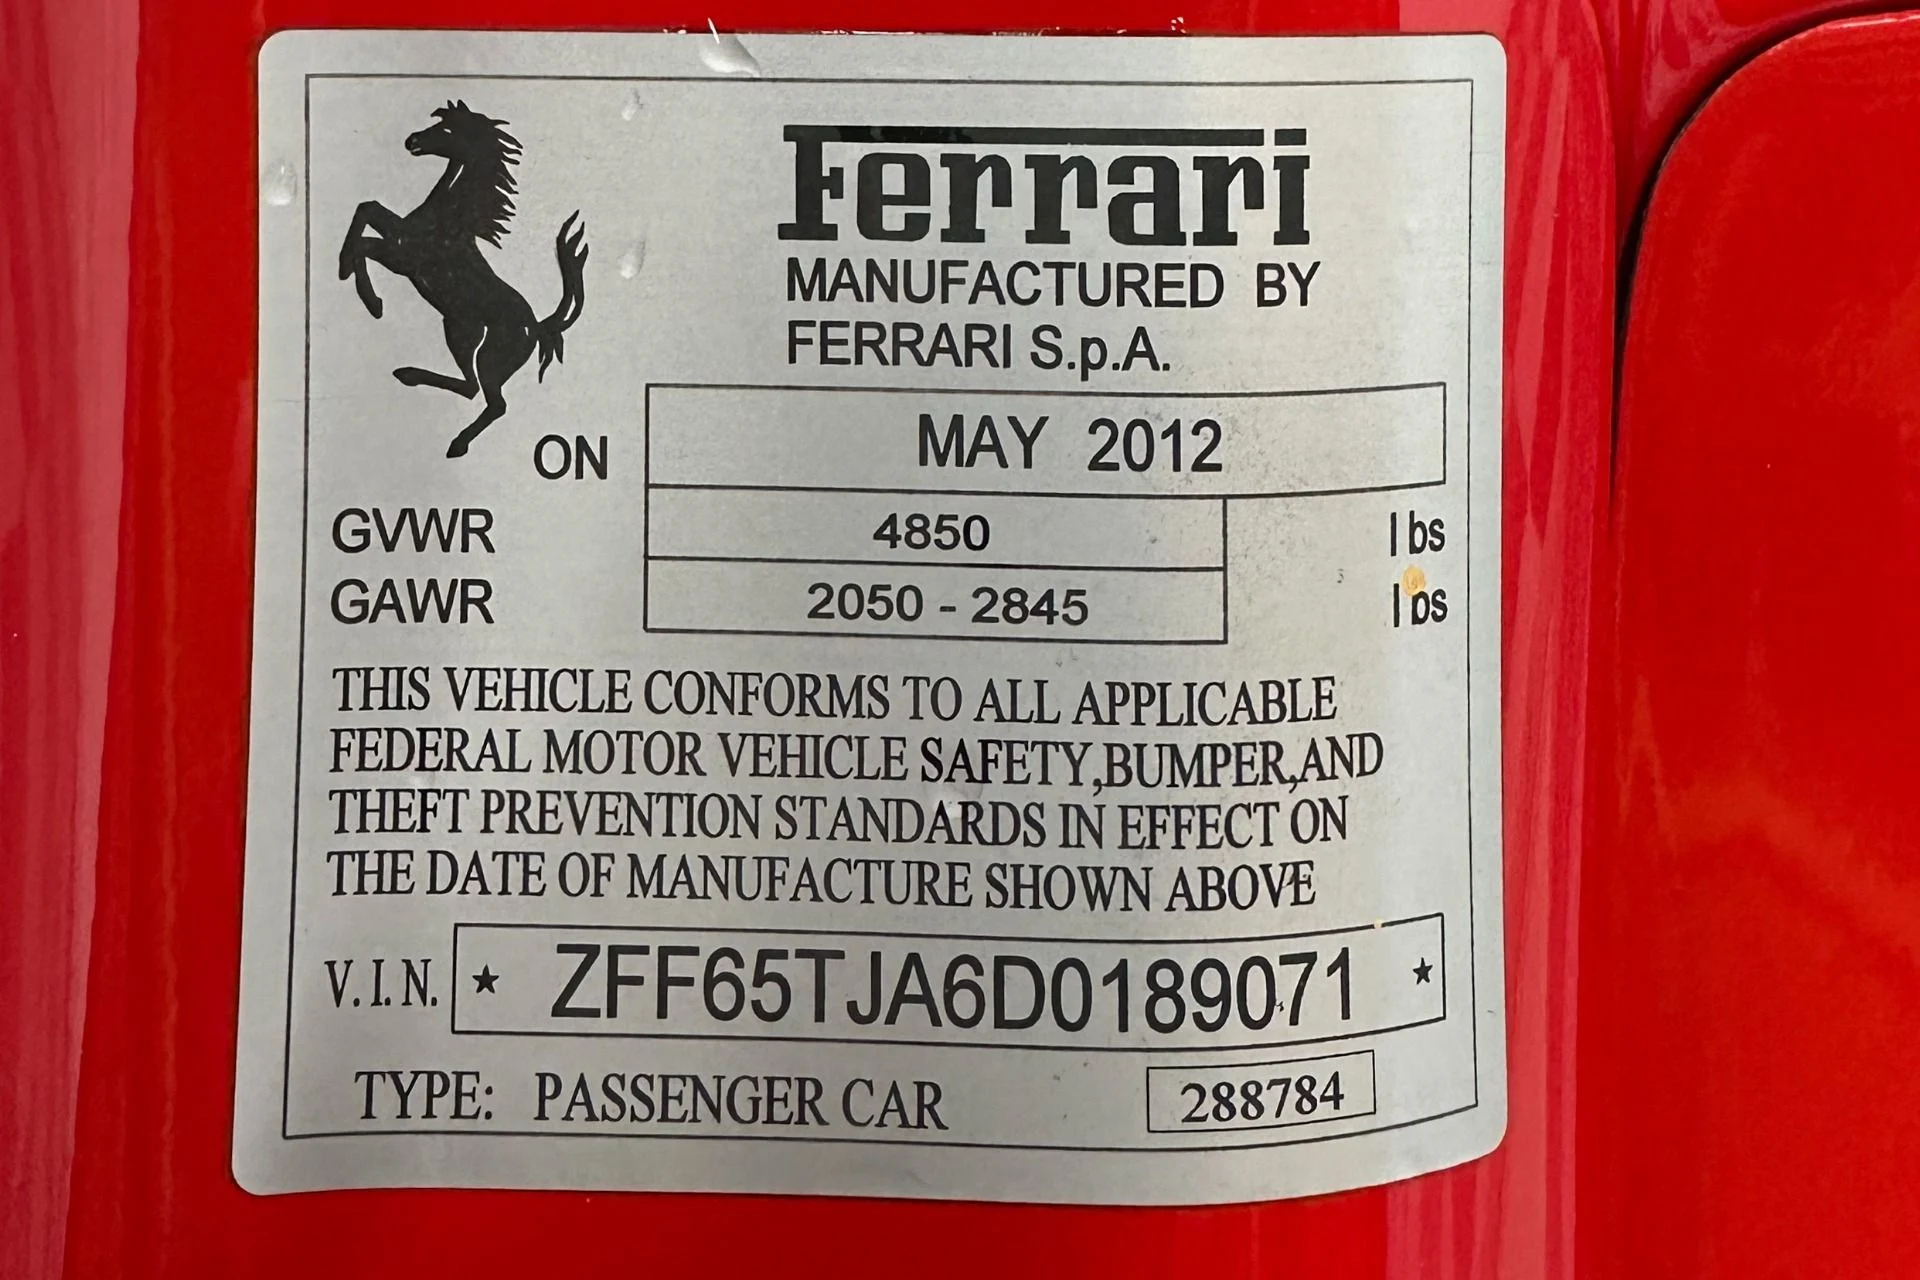 Ferrari
MANUFACTURED BY
FERRARI S.p.A.
ON MAY 2012
GVWR 4850 lbs
GAWR 2050 - 2845 lbs
THIS VEHICLE CONFORMS TO ALL APPLICABLE
FEDERAL MOTOR VEHICLE SAFETY,BUMPER,AND
THEFT PREVENTION STANDARDS IN EFFECT ON
THE DATE OF MANUFACTURE SHOWN ABOVE
V.I.N. ★ ZFF65TJA6D0189071 ★
TYPE: PASSENGER CAR 288784